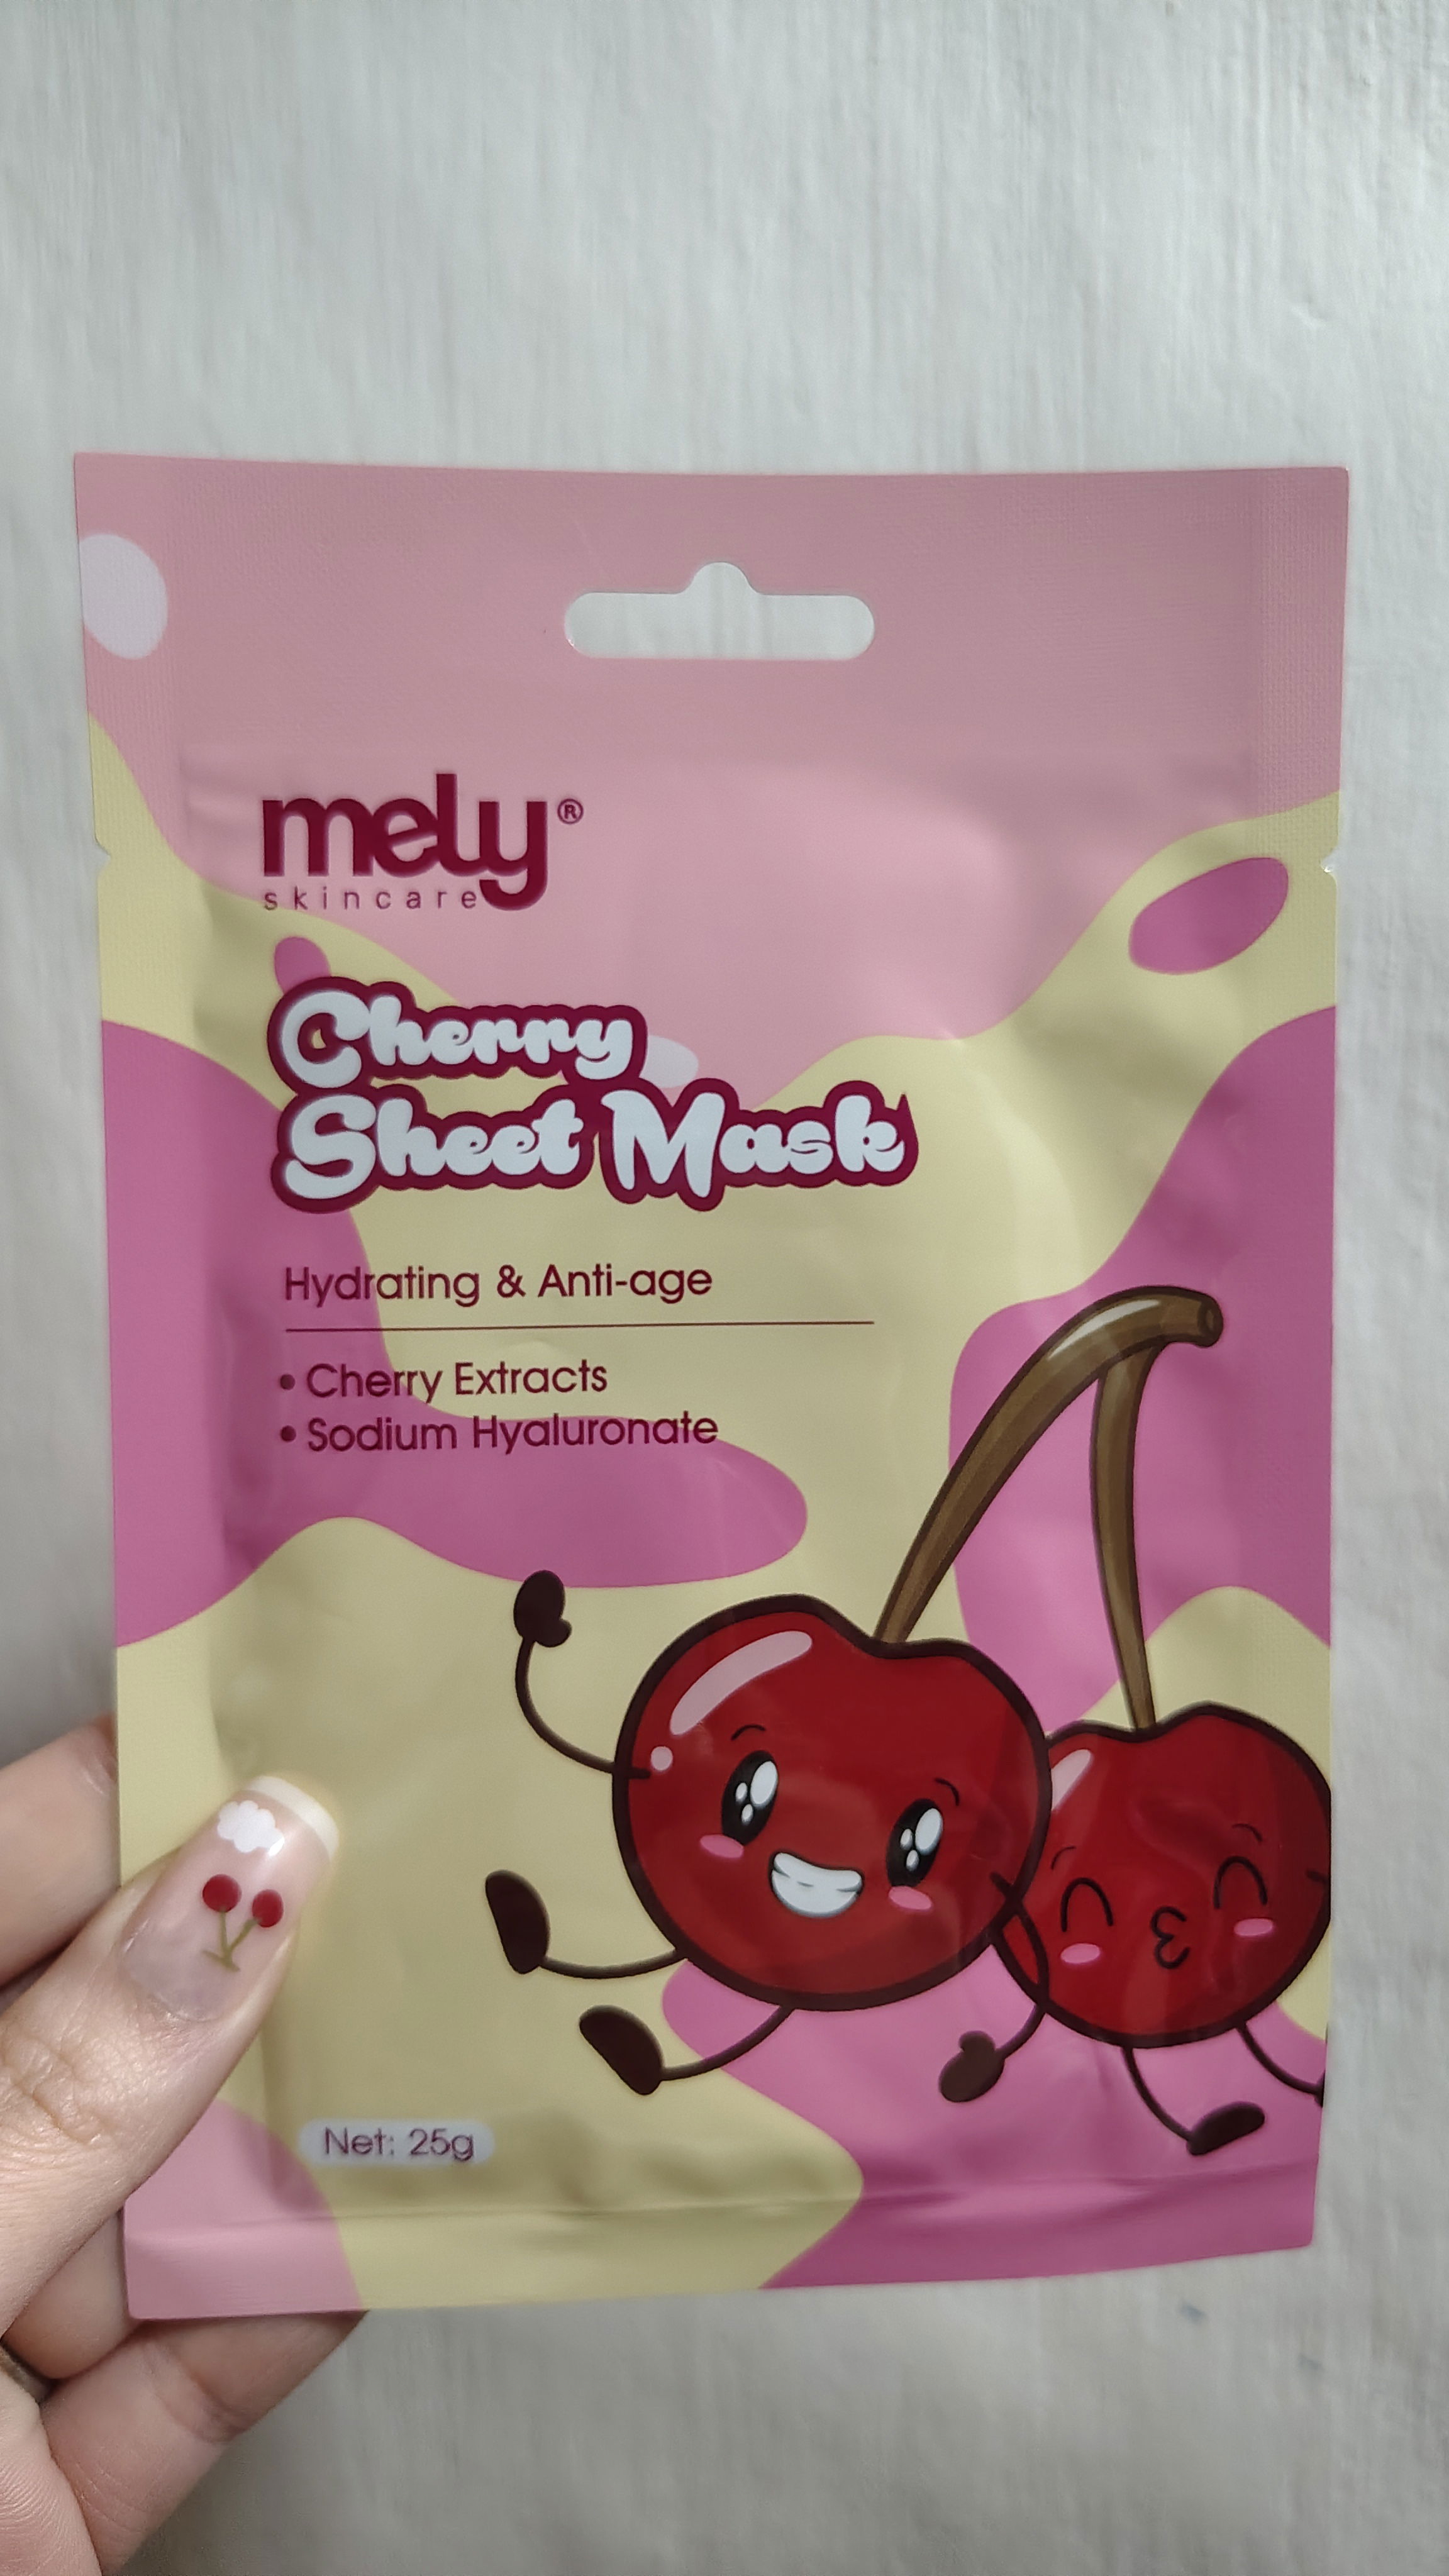 mely®
skincare
Cherry
Sheet Mask
Hydrating & Anti-age
• Cherry Extracts
• Sodium Hyaluronate
Net: 25g